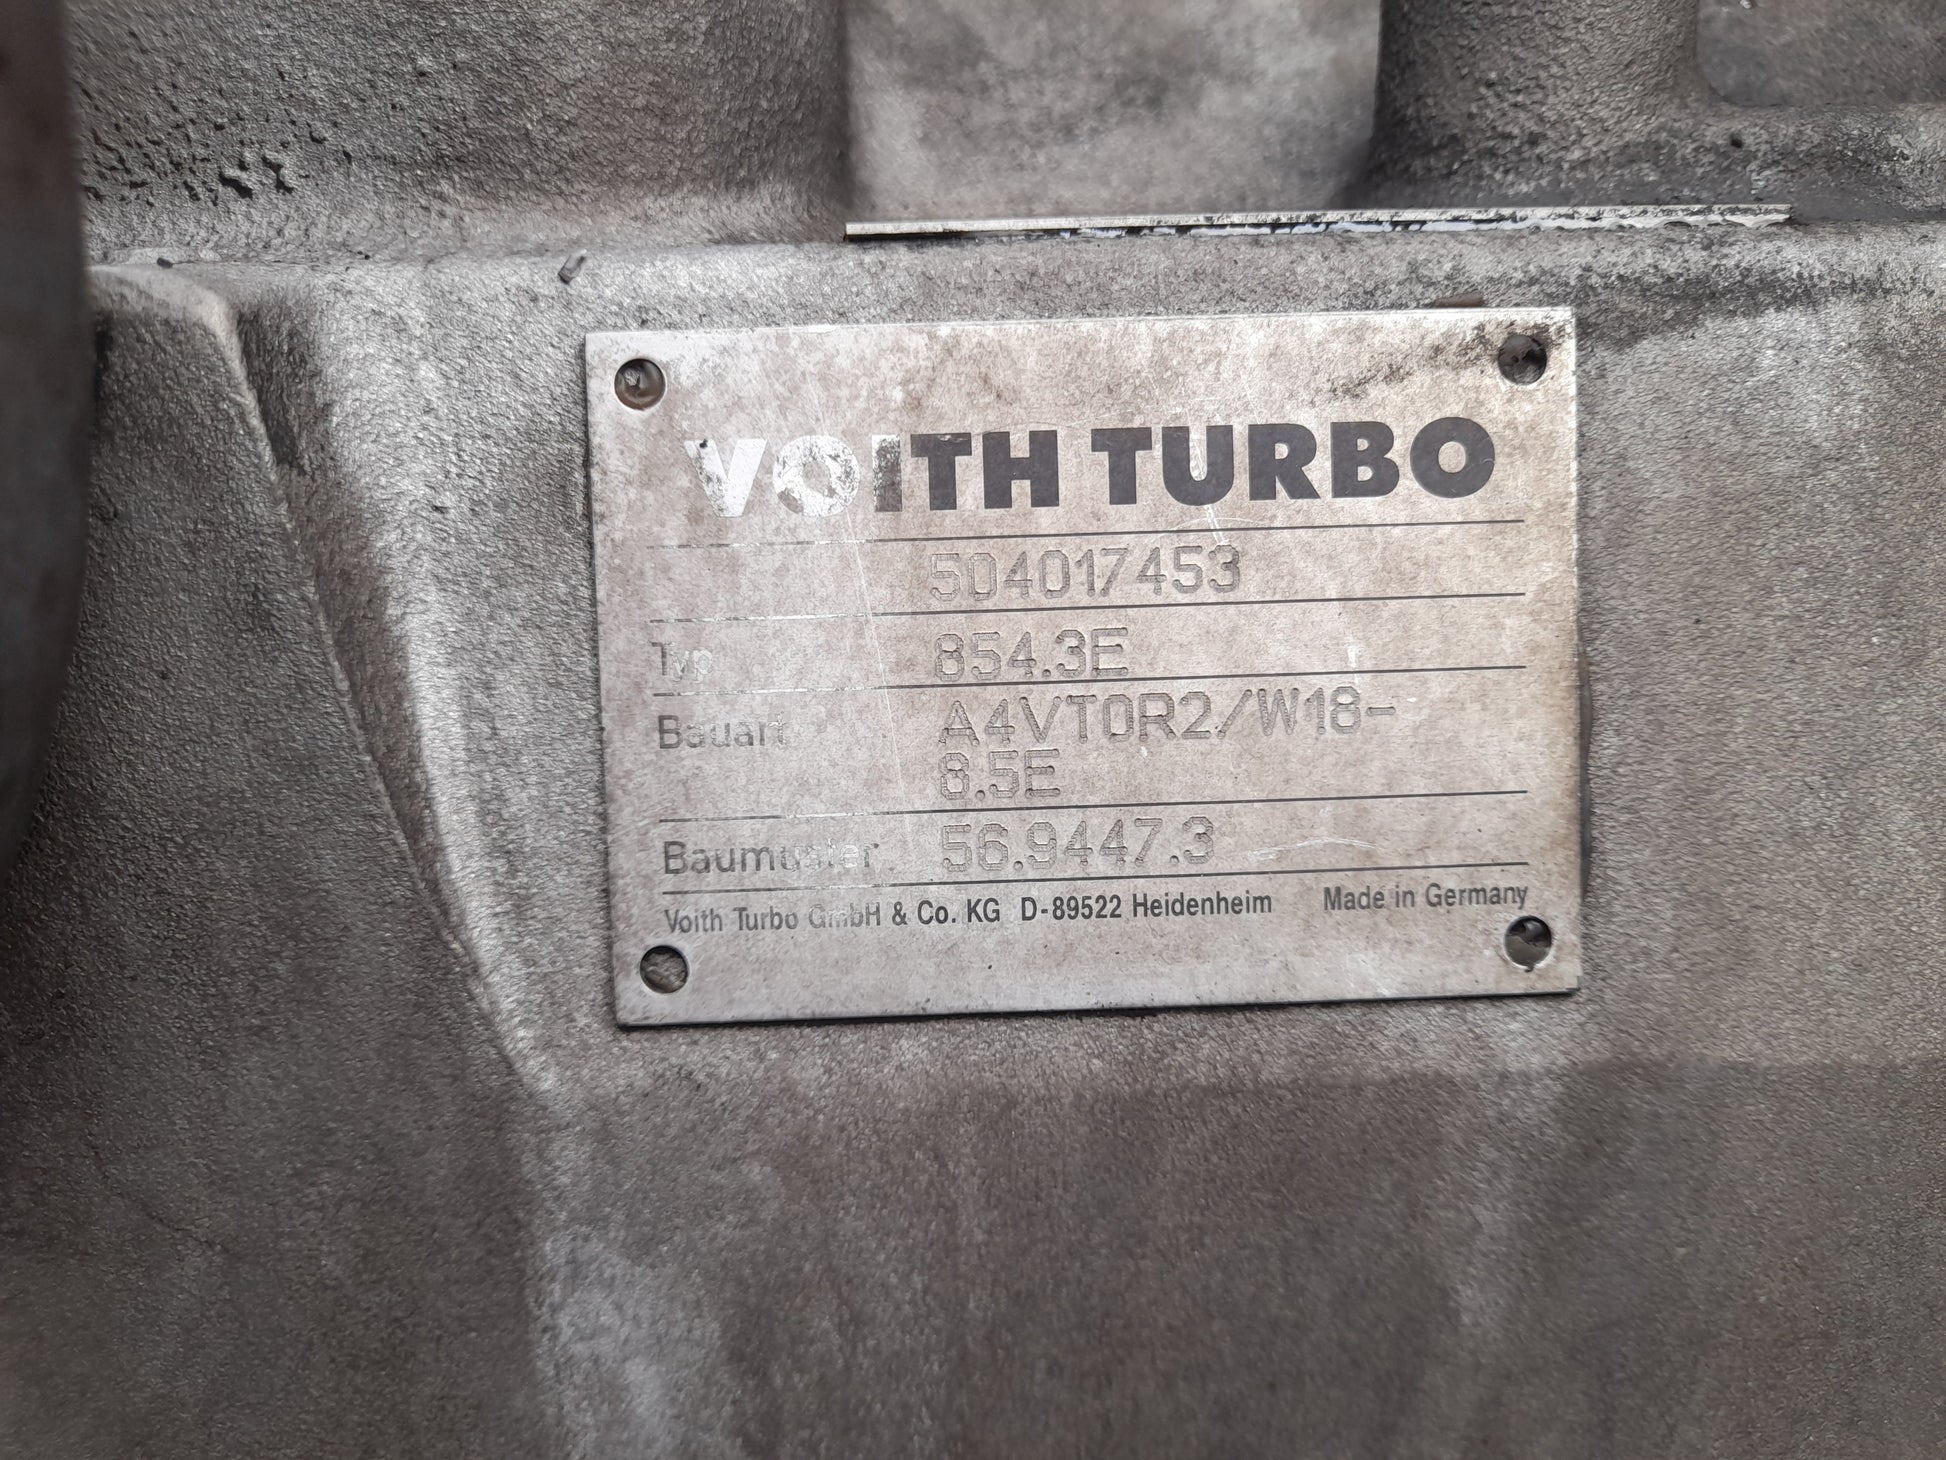 VOITH TURBO
504017453
Typ 854.3E
Bauart A4VTOR2/W18-
8.5E
Baumuster 56.9447.3
Voith Turbo GmbH & Co. KG D-89522 Heidenheim Made in Germany